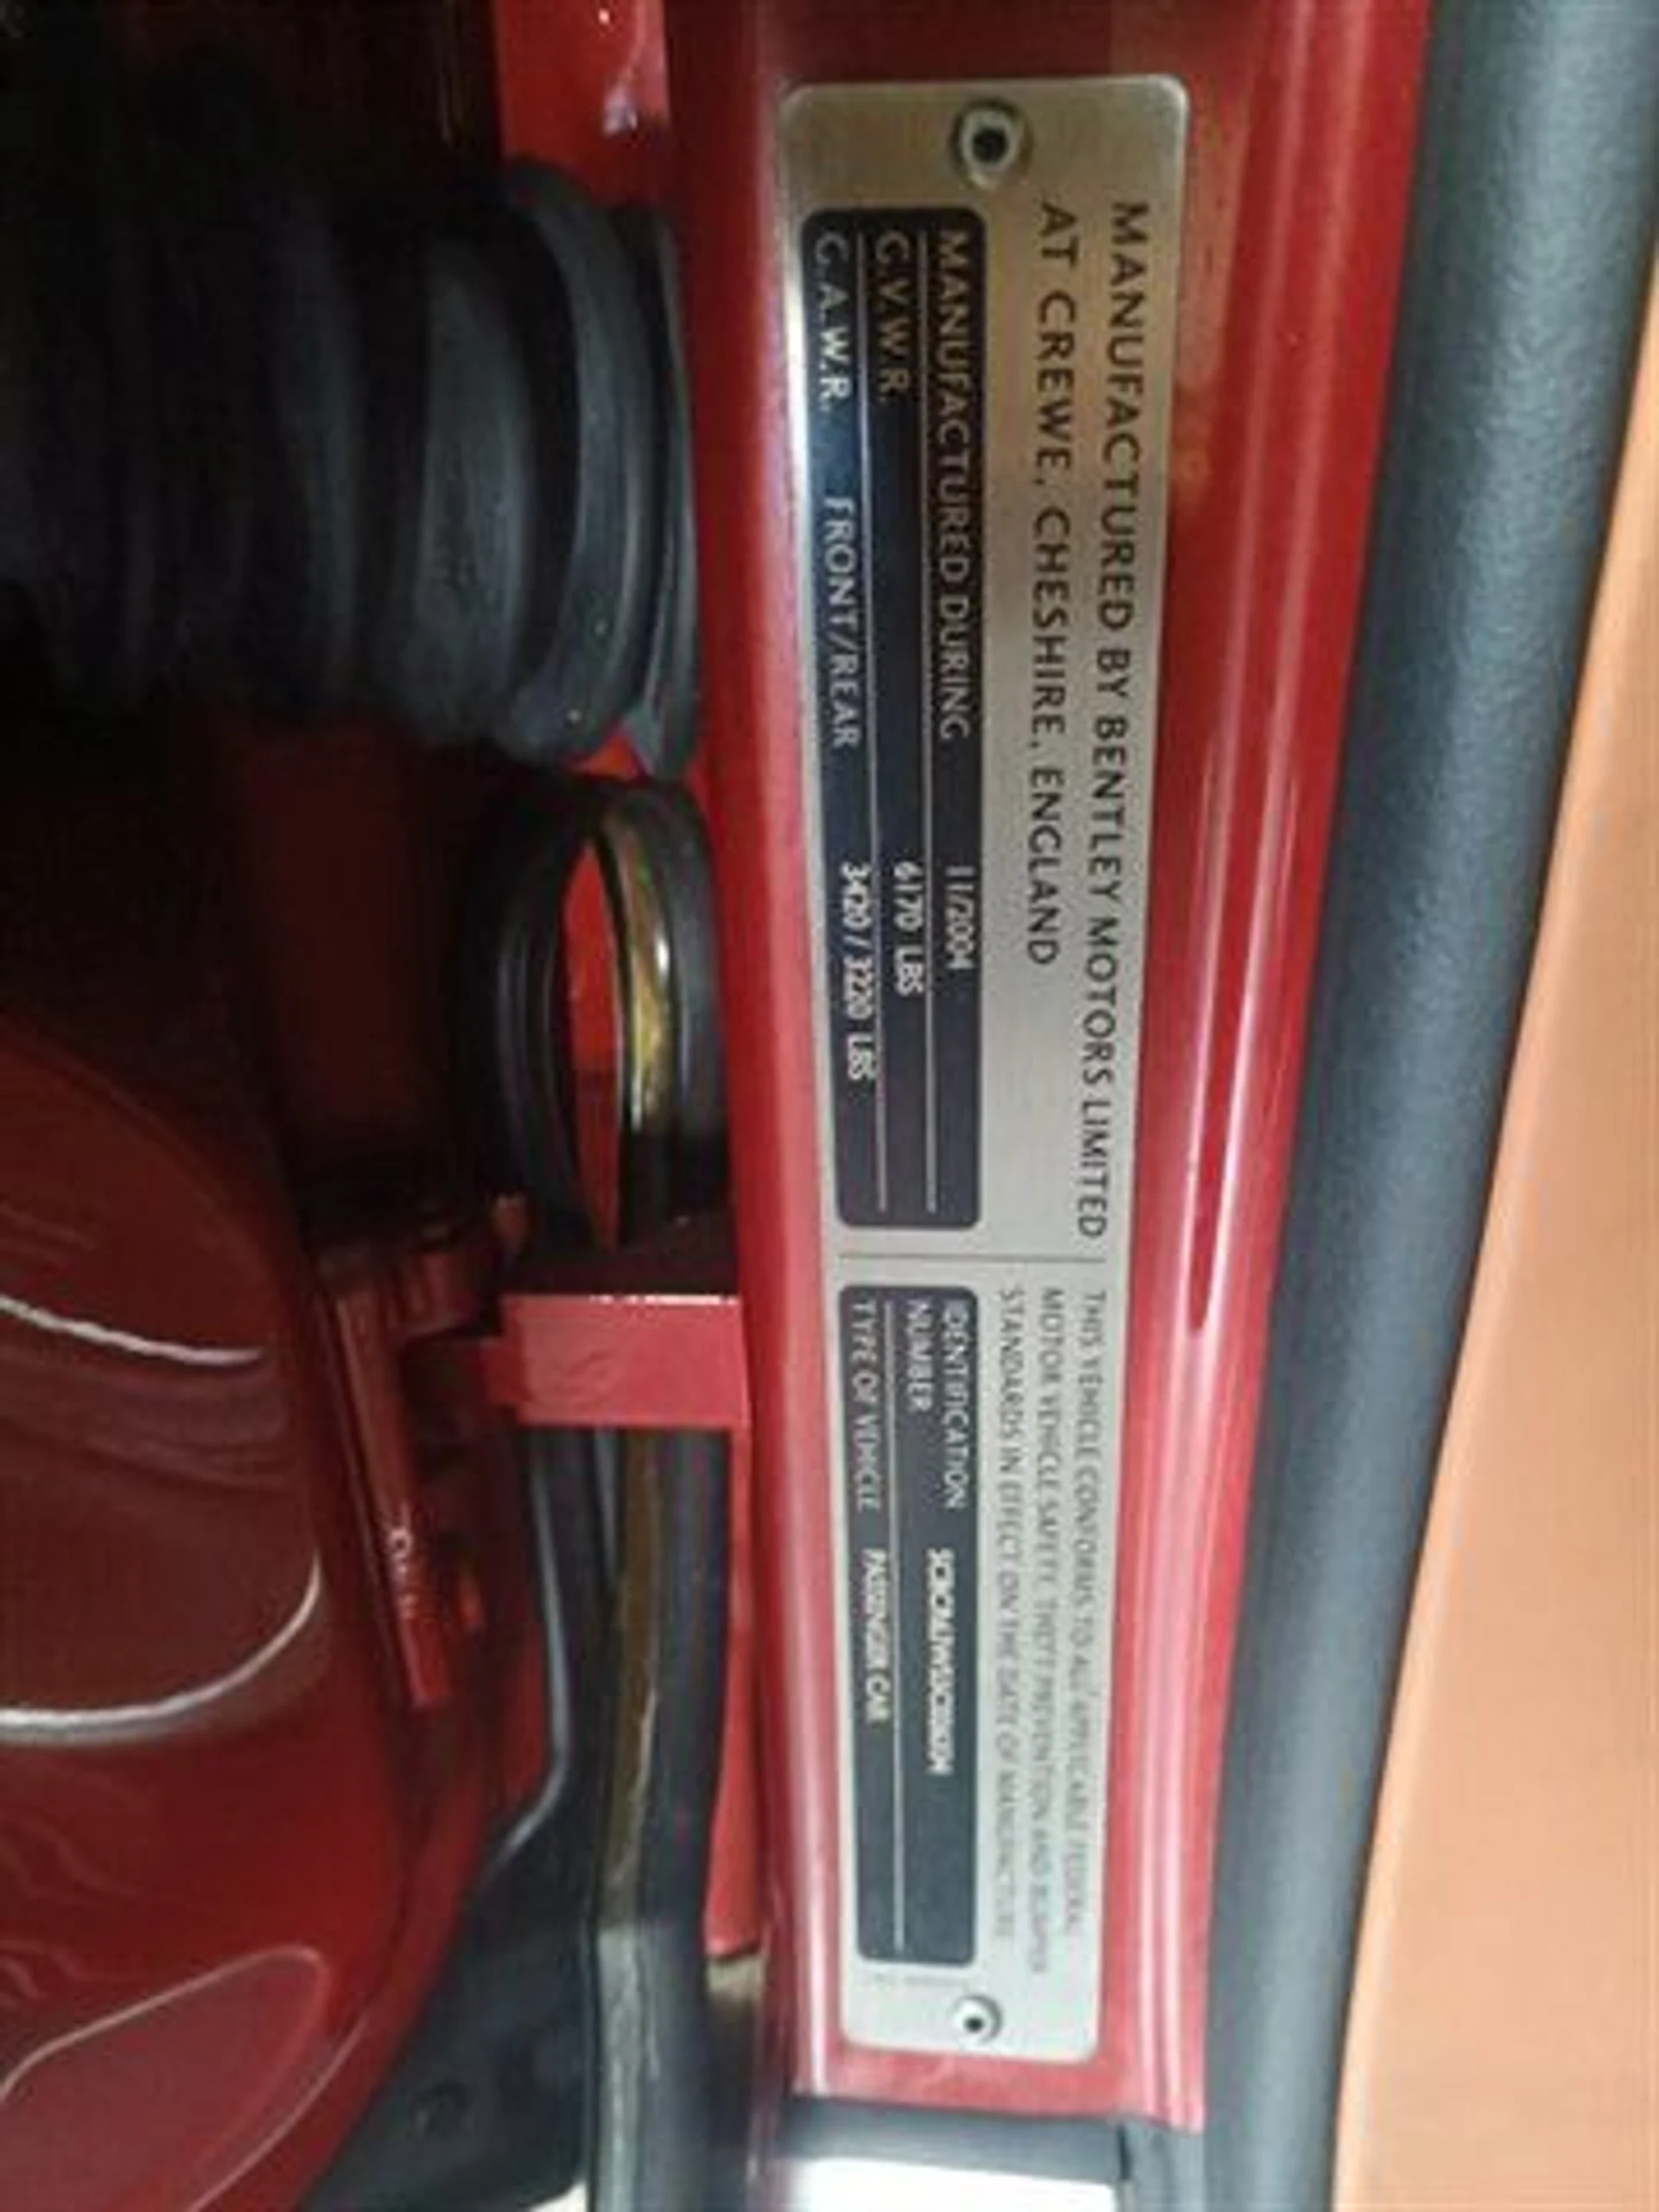 MANUFACTURED BY BENTLEY MOTORS LIMITED
AT CREWE, CHESHIRE, ENGLAND
MANUFACTURED DURING 11/2004
G.V.W.R. 6170 LBS
G.A.W.R. FRONT/REAR 3420 / 3220 LBS
THIS VEHICLE CONFORMS TO ALL APPLICABLE FEDERAL
MOTOR VEHICLE SAFETY, THEFT PREVENTION AND BUMPER
STANDARDS IN EFFECT ON THE DATE OF MANUFACTURE
IDENTIFICATION
NUMBER
TYPE OF VEHICLE PASSENGER CAR